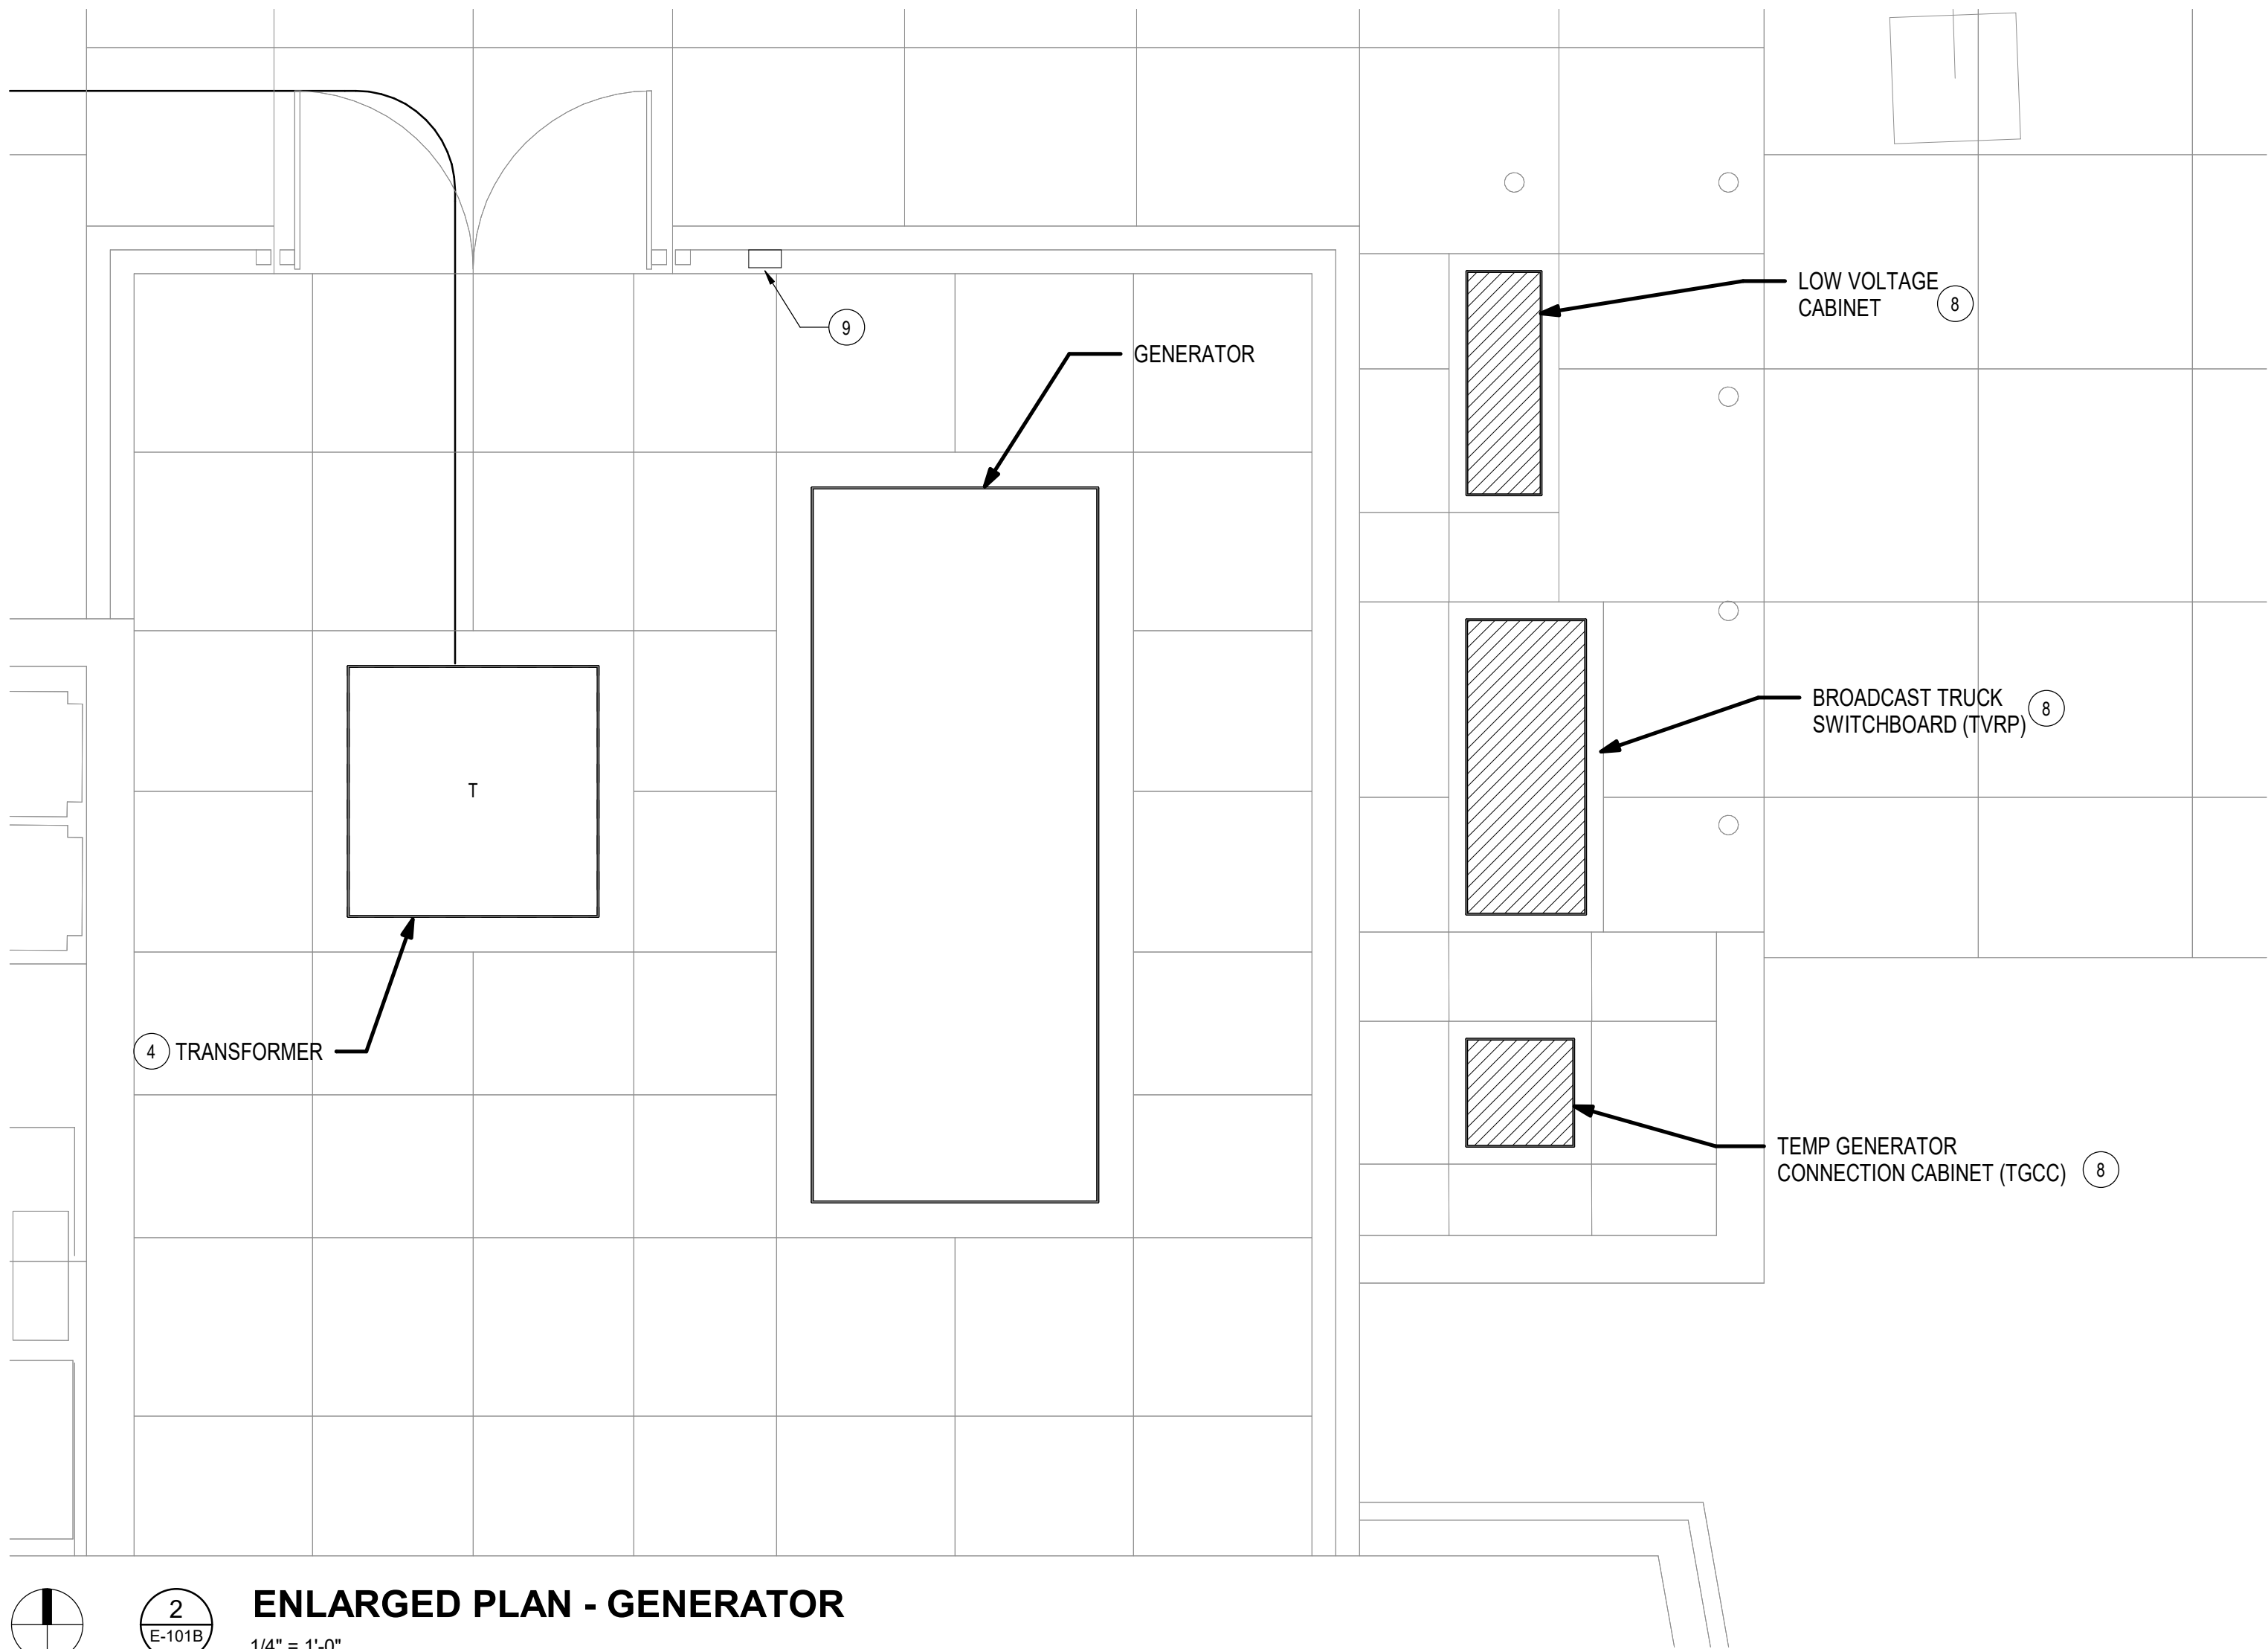 LOW VOLTAGE
CABINET 8
9
GENERATOR
BROADCAST TRUCK
SWITCHBOARD (TVRP) 8
T
4 TRANSFORMER
TEMP GENERATOR
CONNECTION CABINET (TGCC) 8
2
E-101B
ENLARGED PLAN - GENERATOR
1/4" = 1'-0"